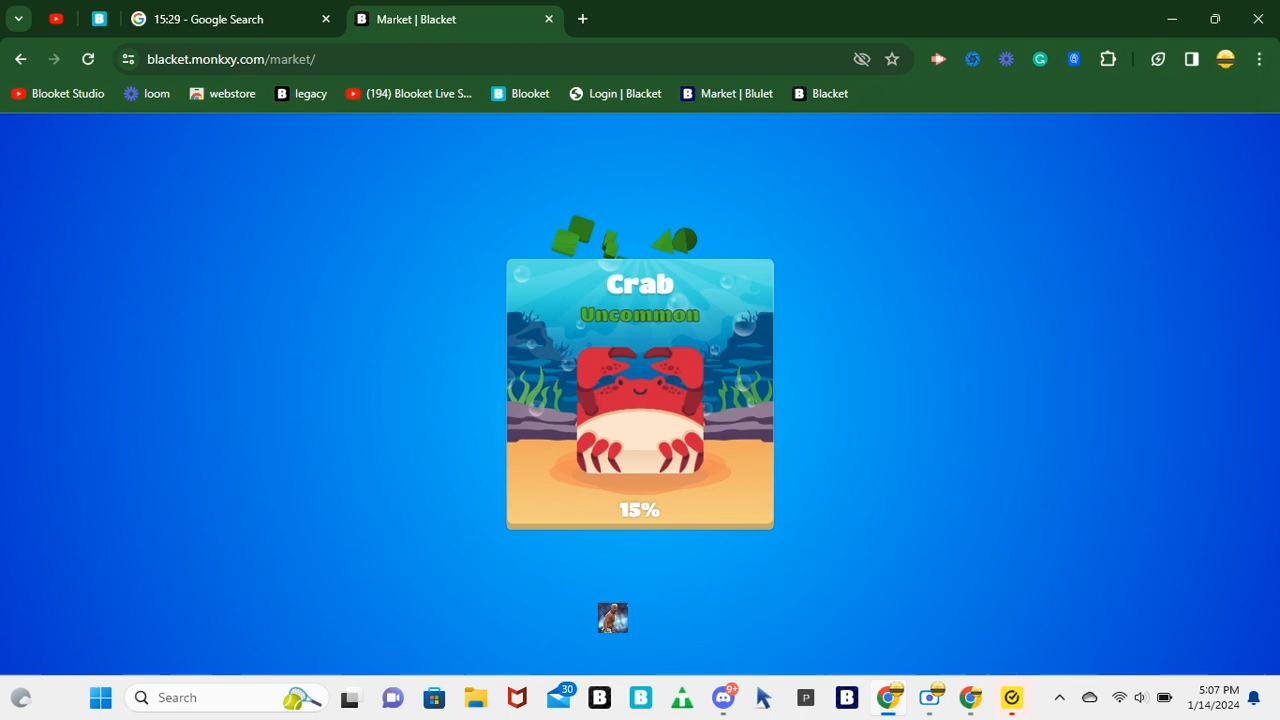 15:29 - Google Search
Market | Blacket
blacket.monkxy.com/market/
Blooket Studio
loom
webstore
legacy
(194) Blooket Live S...
Blooket
Login | Blacket
Market | Blulet
Blacket
Crab
Uncommon
15%
Search
30
9+
5:07 PM
1/14/2024